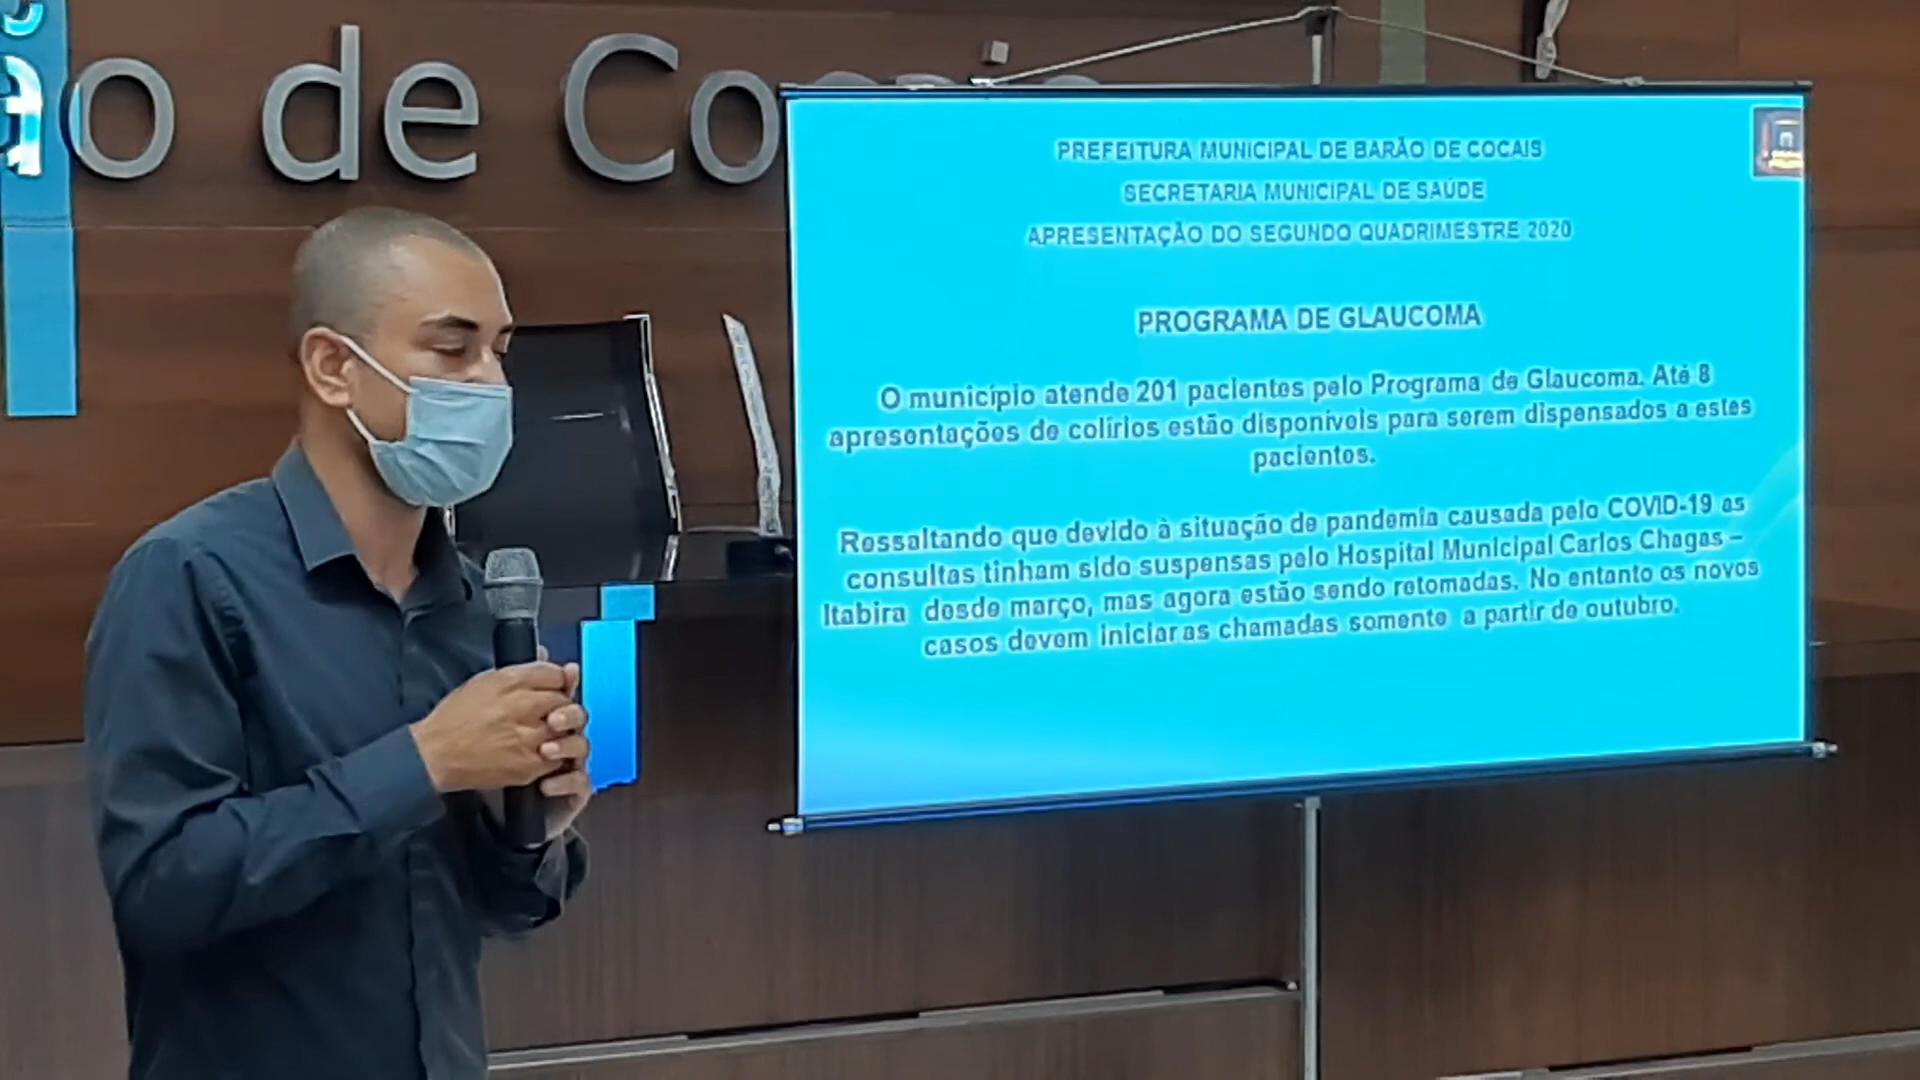 ão de Co
PREFEITURA MUNICIPAL DE BARÃO DE COCAIS
SECRETARIA MUNICIPAL DE SAÚDE
APRESENTAÇÃO DO SEGUNDO QUADRIMESTRE 2020
PROGRAMA DE GLAUCOMA
O município atende 201 pacientes pelo Programa de Glaucoma. Até 8
apresentações de colírios estão disponíveis para serem dispensados a estes
pacientes.
Ressaltando que devido à situação de pandemia causada pelo COVID-19 as
consultas tinham sido suspensas pelo Hospital Municipal Carlos Chagas –
Itabira desde março, mas agora estão sendo retomadas. No entanto os novos
casos devem iniciar as chamadas somente a partir de outubro.